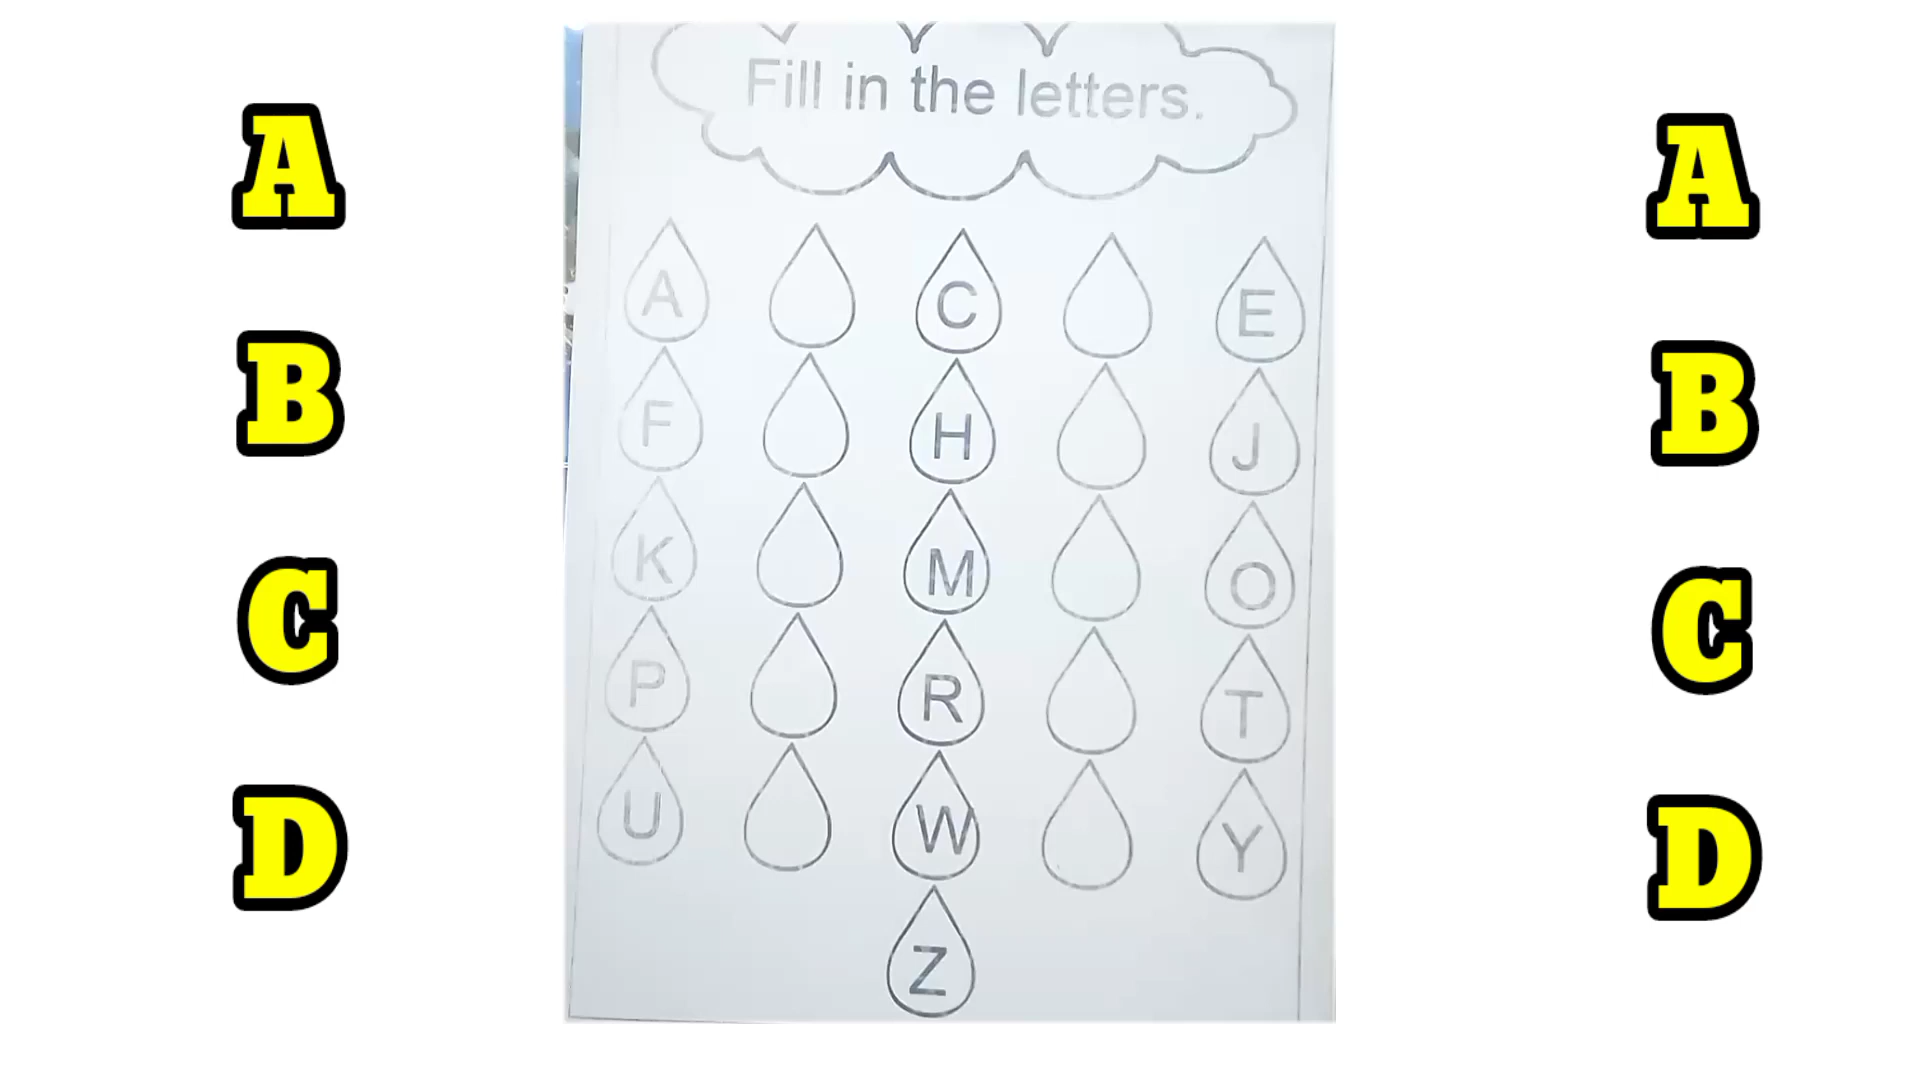 Fill in the letters.
A A
A C E
B B
F H J
K M O
C C
P R T
U W Y
D D
Z